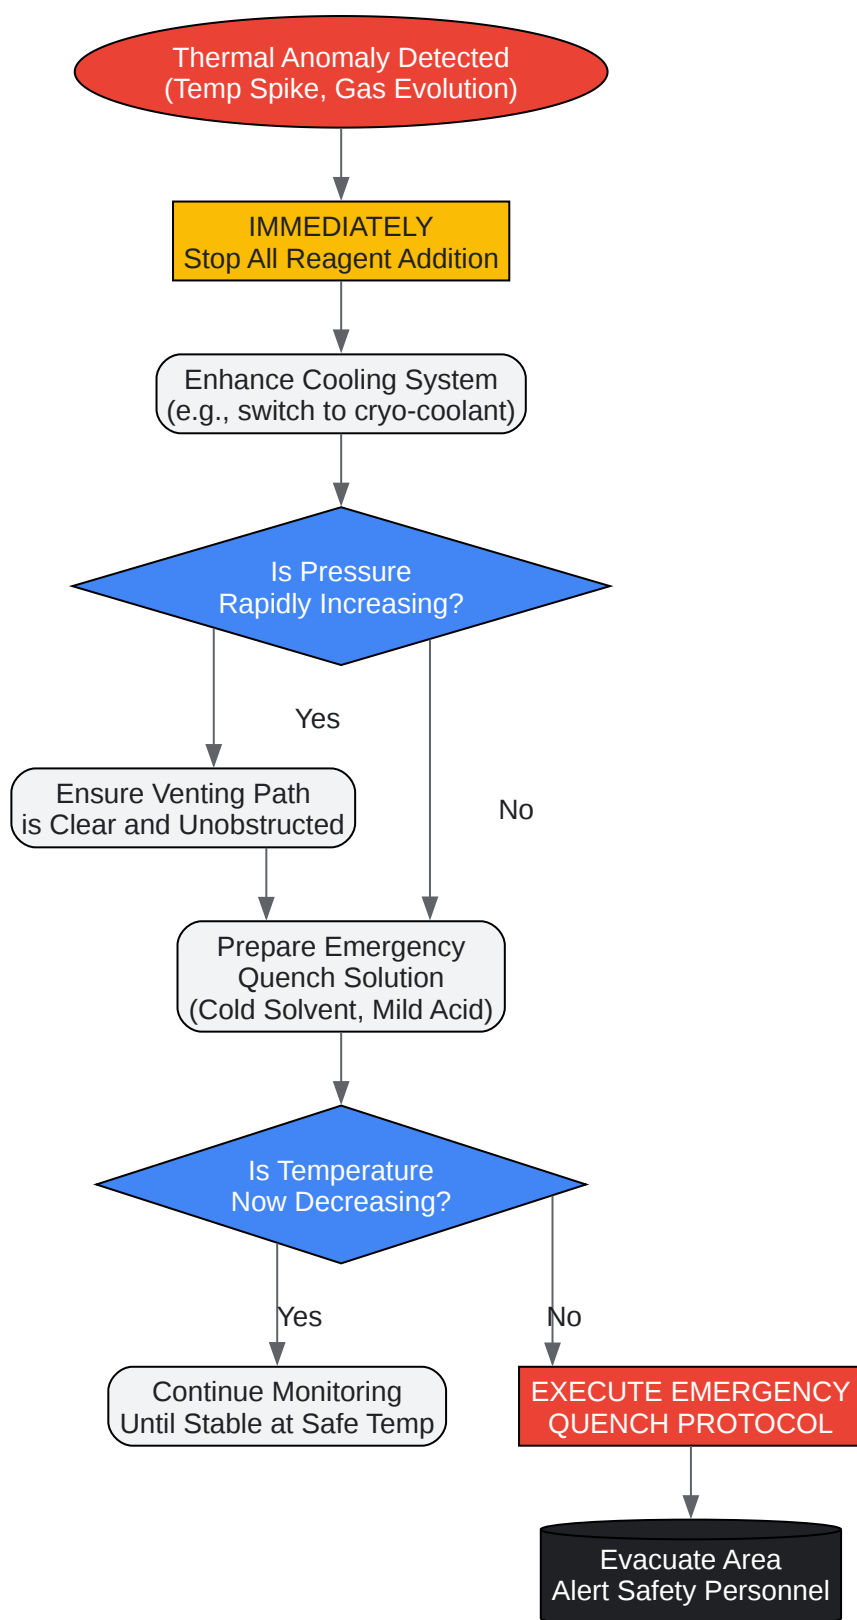 Thermal Anomaly Detected
(Temp Spike, Gas Evolution)
IMMEDIATELY
Stop All Reagent Addition
Enhance Cooling System
(e.g., switch to cryo-coolant)
Is Pressure
Rapidly Increasing?
Yes
Ensure Venting Path
is Clear and Unobstructed
No
Prepare Emergency
Quench Solution
(Cold Solvent, Mild Acid)
Is Temperature
Now Decreasing?
Yes
No
Continue Monitoring
Until Stable at Safe Temp
EXECUTE EMERGENCY
QUENCH PROTOCOL
Evacuate Area
Alert Safety Personnel